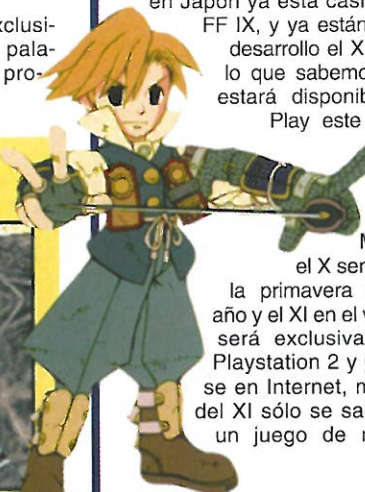 xclusi-
pala-
pro-
en Japón ya está casi
FF IX, y ya están
desarrollo el X
lo que sabemo
estará disponib
Play este
el X ser
la primavera
año y el XI en el v
será exclusiva
Playstation 2 y
se en Internet, m
del XI sólo se sa
un juego de r